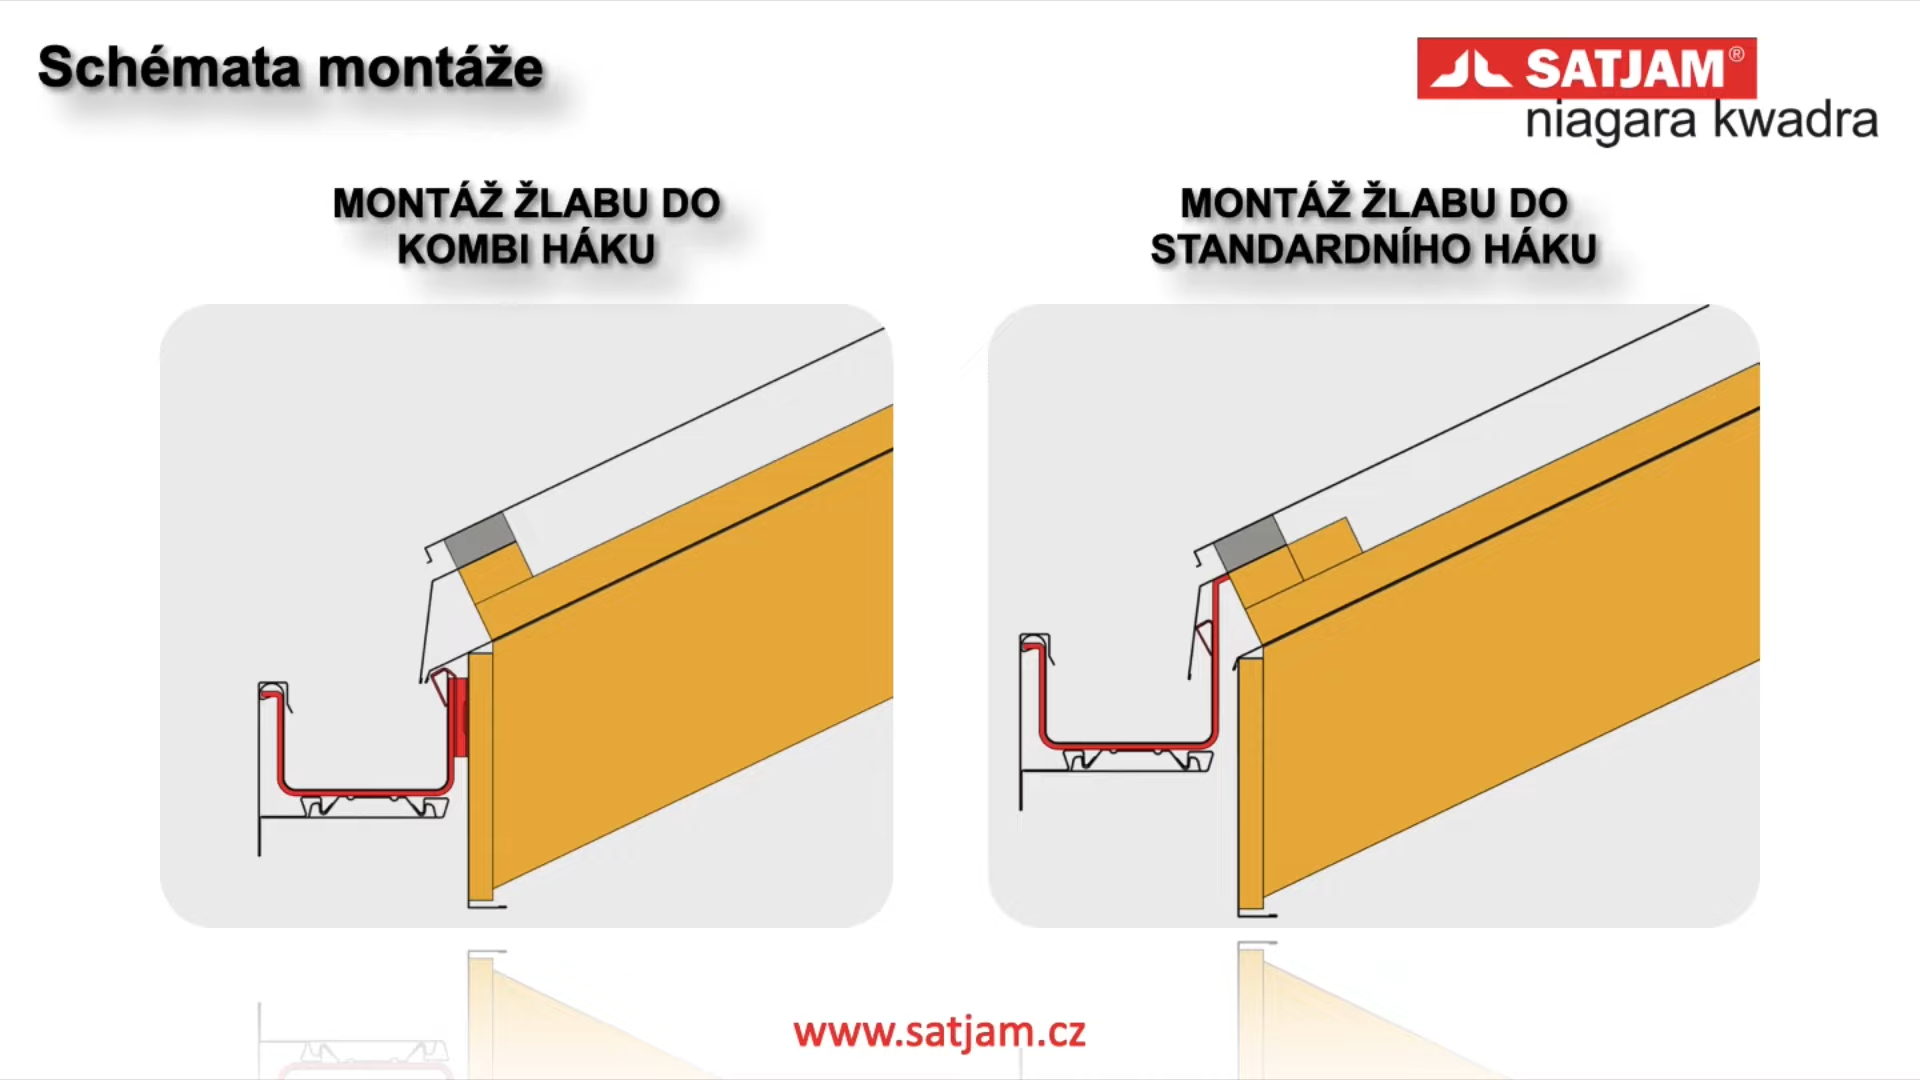 Schémata montáže
SATJAM®
niagara kwadra
MONTÁŽ ŽLABU DO
KOMBI HÁKU
MONTÁŽ ŽLABU DO
STANDARDNÍHO HÁKU
www.satjam.cz